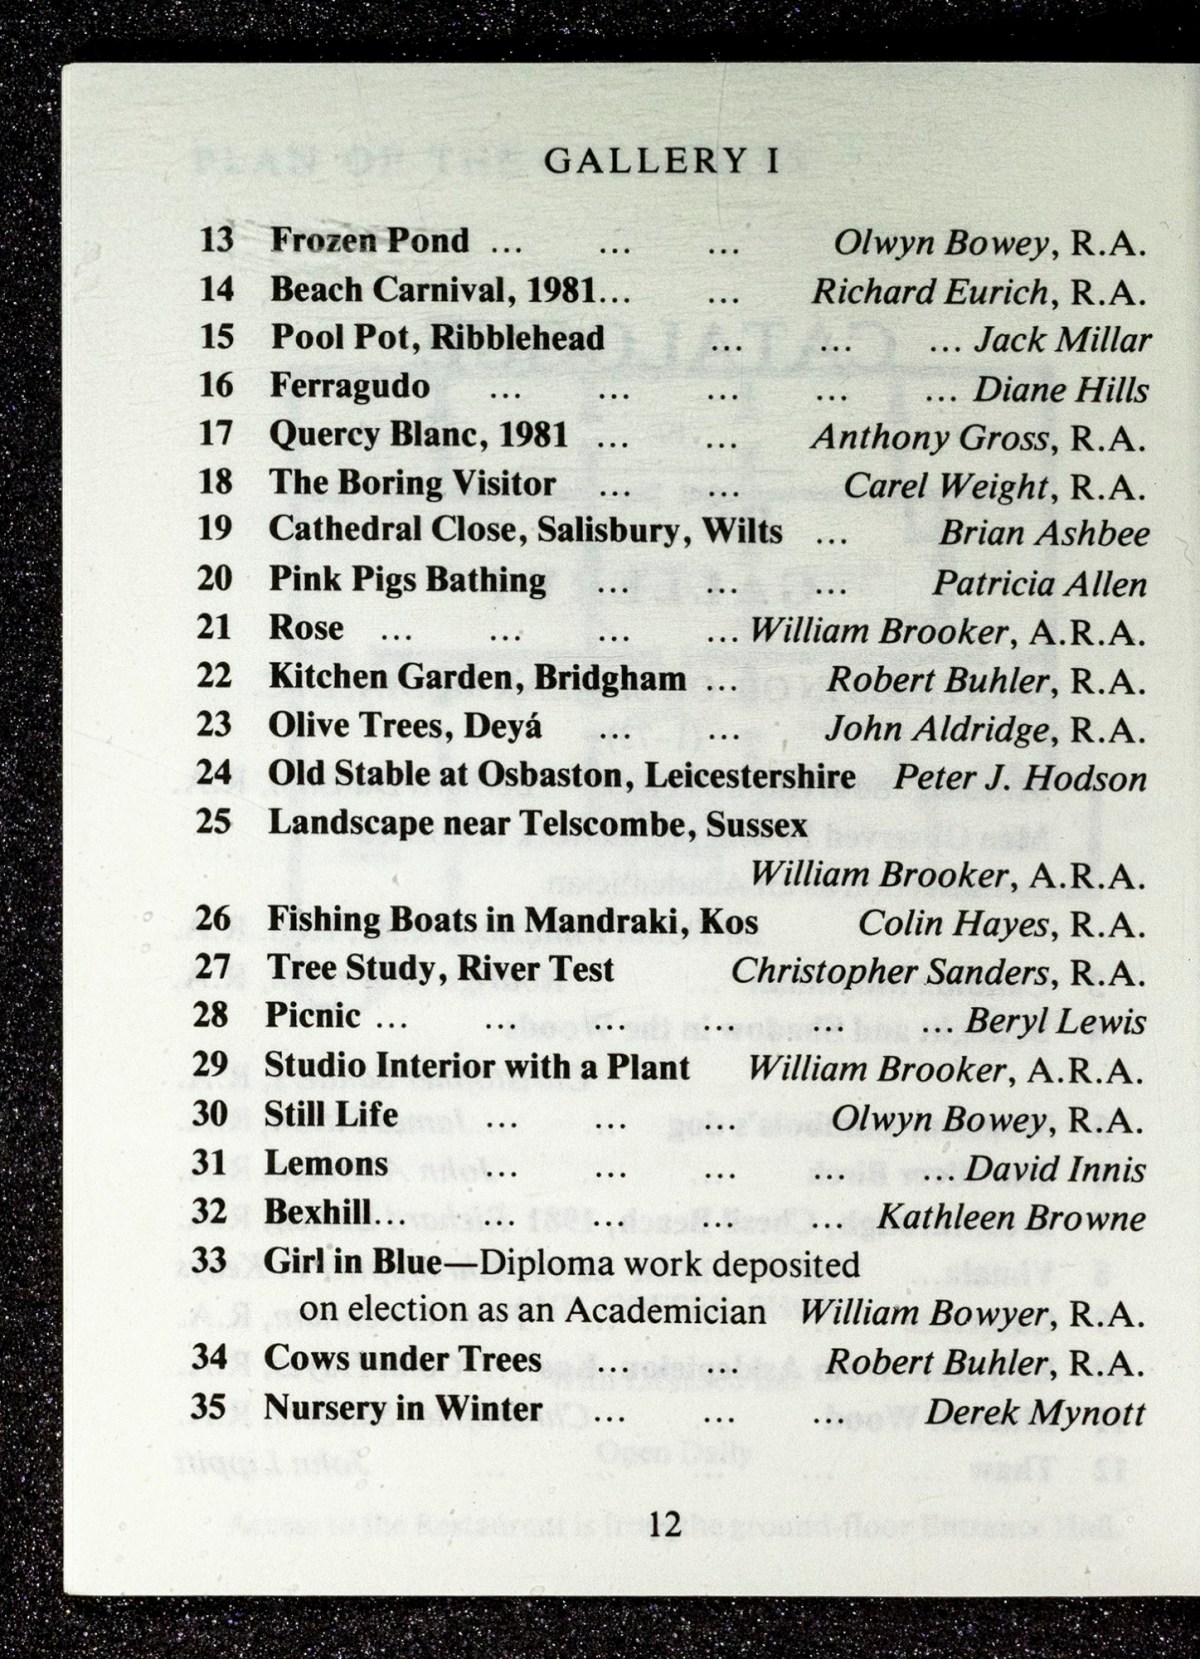 GALLERY I
13 Frozen Pond ... ... ... Olwyn Bowey, R.A.
14 Beach Carnival, 1981... ... Richard Eurich, R.A.
15 Pool Pot, Ribblehead ... ... ... Jack Millar
16 Ferragudo ... ... ... ... ... Diane Hills
17 Quercy Blanc, 1981 ... ... Anthony Gross, R.A.
18 The Boring Visitor ... ... Carel Weight, R.A.
19 Cathedral Close, Salisbury, Wilts ... Brian Ashbee
20 Pink Pigs Bathing ... ... ... Patricia Allen
21 Rose ... ... ... ... William Brooker, A.R.A.
22 Kitchen Garden, Bridgham ... Robert Buhler, R.A.
23 Olive Trees, Deyá ... ... John Aldridge, R.A.
24 Old Stable at Osbaston, Leicestershire Peter J. Hodson
25 Landscape near Telscombe, Sussex
William Brooker, A.R.A.
26 Fishing Boats in Mandraki, Kos Colin Hayes, R.A.
27 Tree Study, River Test Christopher Sanders, R.A.
28 Picnic ... ... ... ... ... ... Beryl Lewis
29 Studio Interior with a Plant William Brooker, A.R.A.
30 Still Life ... ... ... Olwyn Bowey, R.A.
31 Lemons ... ... ... ... ... David Innis
32 Bexhill... ... ... ... ... Kathleen Browne
33 Girl in Blue—Diploma work deposited
on election as an Academician William Bowyer, R.A.
34 Cows under Trees ... ... Robert Buhler, R.A.
35 Nursery in Winter ... ... ... Derek Mynott
12